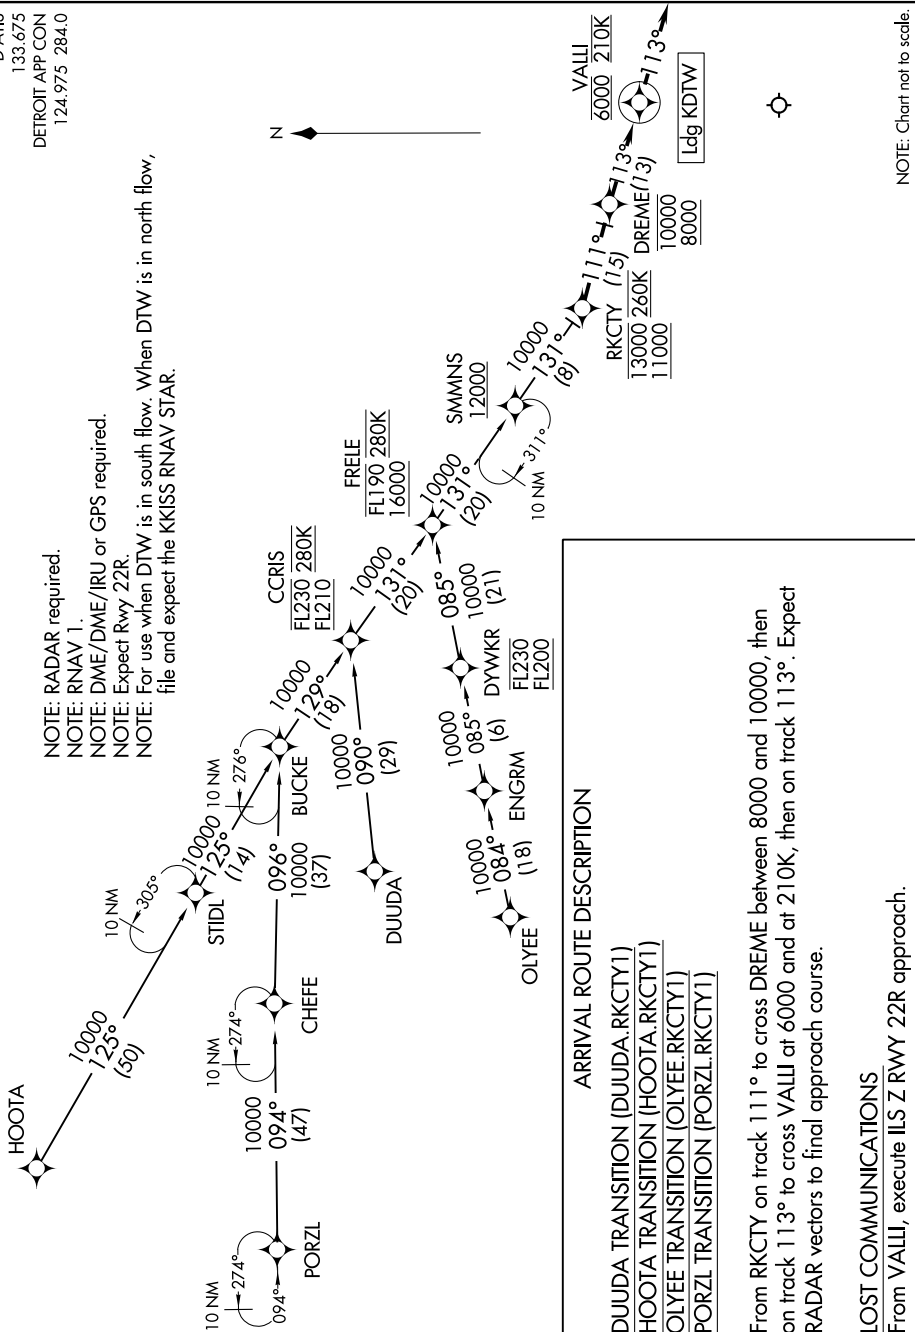 133.675
DETROIT APP CON
124.975 284.0
NOTE: RADAR required.
NOTE: RNAV 1.
NOTE: DME/DME/IRU or GPS required.
NOTE: Expect Rwy 22R.
NOTE: For use when DTW is in south flow. When DTW is in north flow,
file and expect the KKISS RNAV STAR.
N
HOOTA
10000
125°
(50)
10 NM
305°
STIDL
10000
125°
(14)
10 NM
276°
BUCKE
10 NM
274°
094°
PORZL
10000
094°
(47)
10 NM
274°
CHEFE
096°
10000
(37)
10000
129°
(18)
CCRIS
FL230 280K
FL210
DUUDA
10000
090°
(29)
10000
131°
(20)
FRELE
FL190 280K
16000
OLYEE
10000
084°
(18)
ENGRM
10000
085°
(6)
DYWKR
FL230
FL200
085°
10000
(21)
10000
131°
(20)
SMMNS
12000
10 NM
311°
10000
131°
(8)
RKCTY
13000 260K
11000
111°
(15)
DREME
10000
8000
113°
(13)
VALLI
6000 210K
113°
Ldg KDTW
NOTE: Chart not to scale.
ARRIVAL ROUTE DESCRIPTION
DUUDA TRANSITION (DUUDA.RKCTY1)
HOOTA TRANSITION (HOOTA.RKCTY1)
OLYEE TRANSITION (OLYEE.RKCTY1)
PORZL TRANSITION (PORZL.RKCTY1)
From RKCTY on track 111° to cross DREME between 8000 and 10000, then
on track 113° to cross VALLI at 6000 and at 210K, then on track 113°. Expect
RADAR vectors to final approach course.
LOST COMMUNICATIONS
From VALLI, execute ILS Z RWY 22R approach.